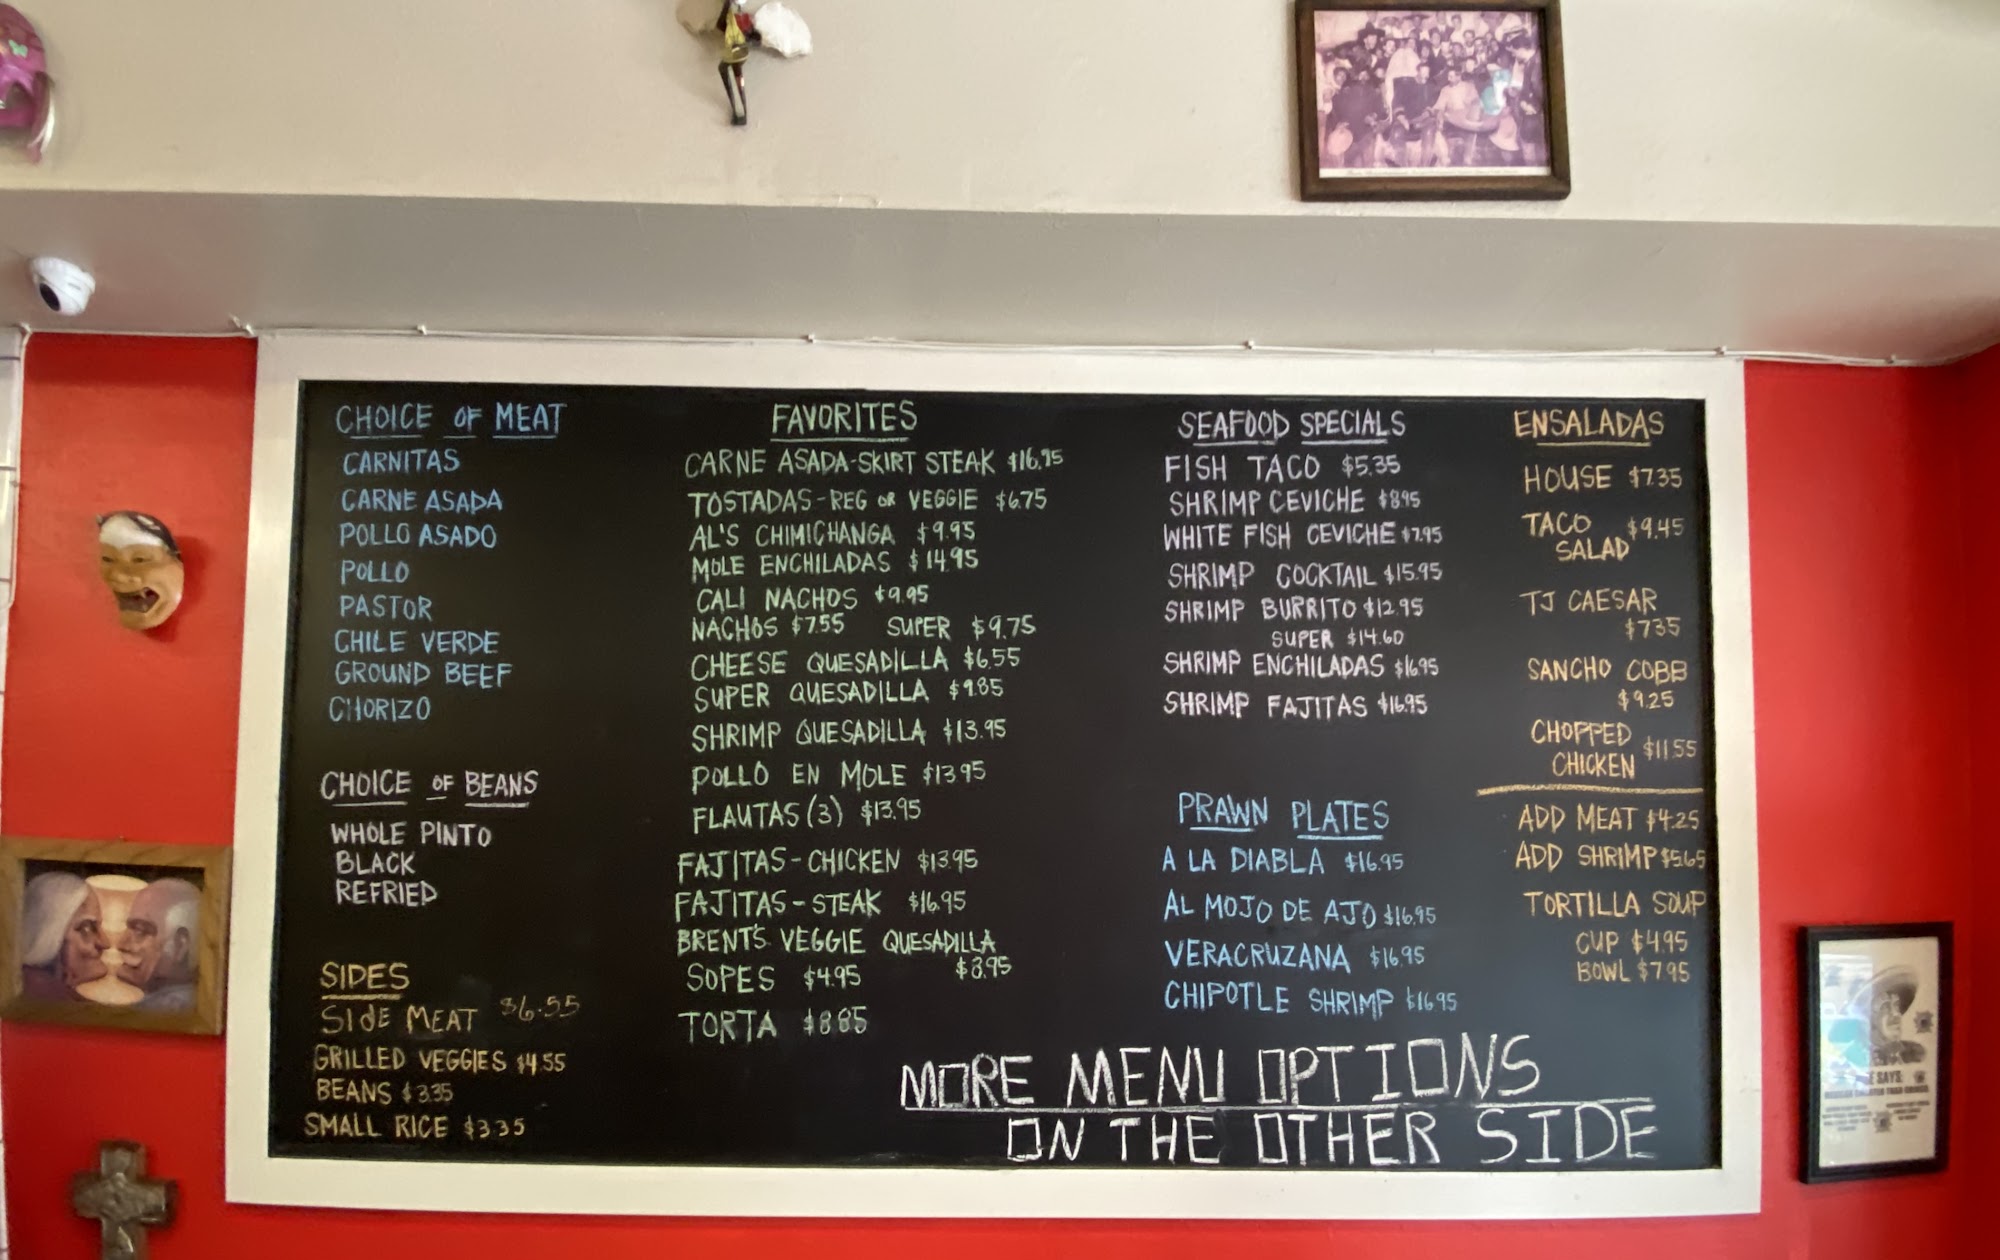 CHOICE OF MEAT
CARNITAS
CARNE ASADA
POLLO ASADO
POLLO
PASTOR
CHILE VERDE
GROUND BEEF
CHORIZO
CHOICE OF BEANS
WHOLE PINTO
BLACK
REFRIED
SIDES
SIdE MEAT $6.55
GRILLED VEGGIES $4.55
BEANS $3.35
SMALL RICE $3.35
FAVORITES
CARNE ASADA-SKIRT STEAK $16.95
TOSTADAS-REG OR VEGGIE $6.75
AL'S CHIMICHANGA $9.95
MOLE ENCHILADAS $14.95
CALI NACHOS $9.95
NACHOS $7.55 SUPER $9.75
CHEESE QUESADILLA $6.55
SUPER QUESADILLA $9.85
SHRIMP QUESADILLA $13.95
POLLO EN MOLE $13.95
FLAUTAS (3) $13.95
FAJITAS-CHICKEN $13.95
FAJITAS-STEAK $16.95
BRENT'S VEGGIE QUESADILLA
$8.95
SOPES $4.95
TORTA $8.85
SEAFOOD SPECIALS
FISH TACO $5.35
SHRIMP CEVICHE $8.95
WHITE FISH CEVICHE $7.95
SHRIMP COCKTAIL $15.95
SHRIMP BURRITO $12.95
SUPER $14.60
SHRIMP ENCHILADAS $16.95
SHRIMP FAJITAS $16.95
PRAWN PLATES
A LA DIABLA $16.95
AL MOJO DE AJO $16.95
VERACRUZANA $16.95
CHIPOTLE SHRIMP $16.95
ENSALADAS
HOUSE $7.35
TACO SALAD $9.45
TJ CAESAR
$7.35
SANCHO COBB
$9.25
CHOPPED CHICKEN $11.55
ADD MEAT $4.25
ADD SHRIMP $5.65
TORTILLA SOUP
CUP $4.95
BOWL $7.95
MORE MENU OPTIONS
ON THE OTHER SIDE
SAYS: